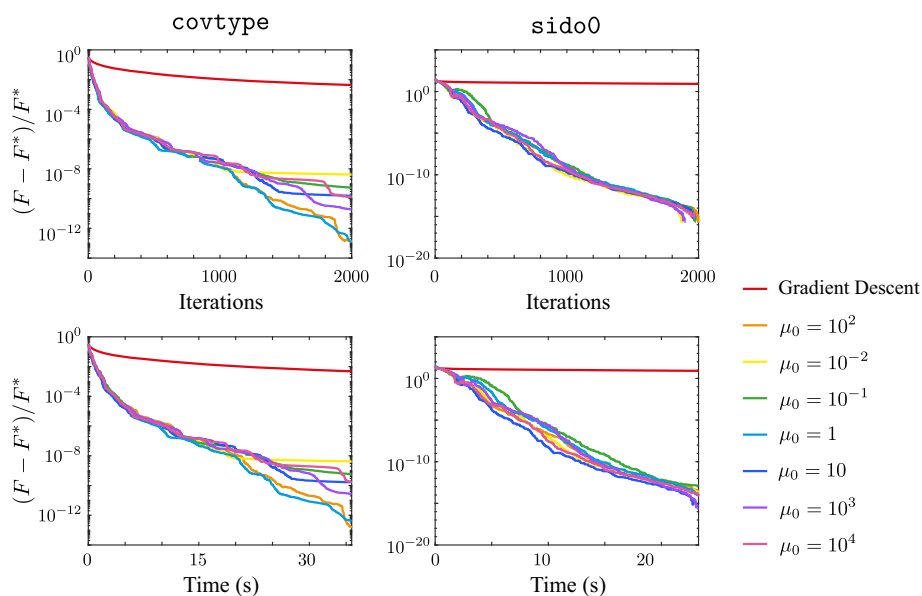 covtype
sido0
(F − F*)/F*
10^0
10^−4
10^−8
10^−12
0
1000
2000
Iterations
10^0
10^−10
10^−20
0
1000
2000
Iterations
(F − F*)/F*
10^0
10^−4
10^−8
10^−12
0
15
30
Time (s)
10^0
10^−10
10^−20
0
10
20
Time (s)
Gradient Descent
μ₀ = 10^2
μ₀ = 10^−2
μ₀ = 10^−1
μ₀ = 1
μ₀ = 10
μ₀ = 10^3
μ₀ = 10^4